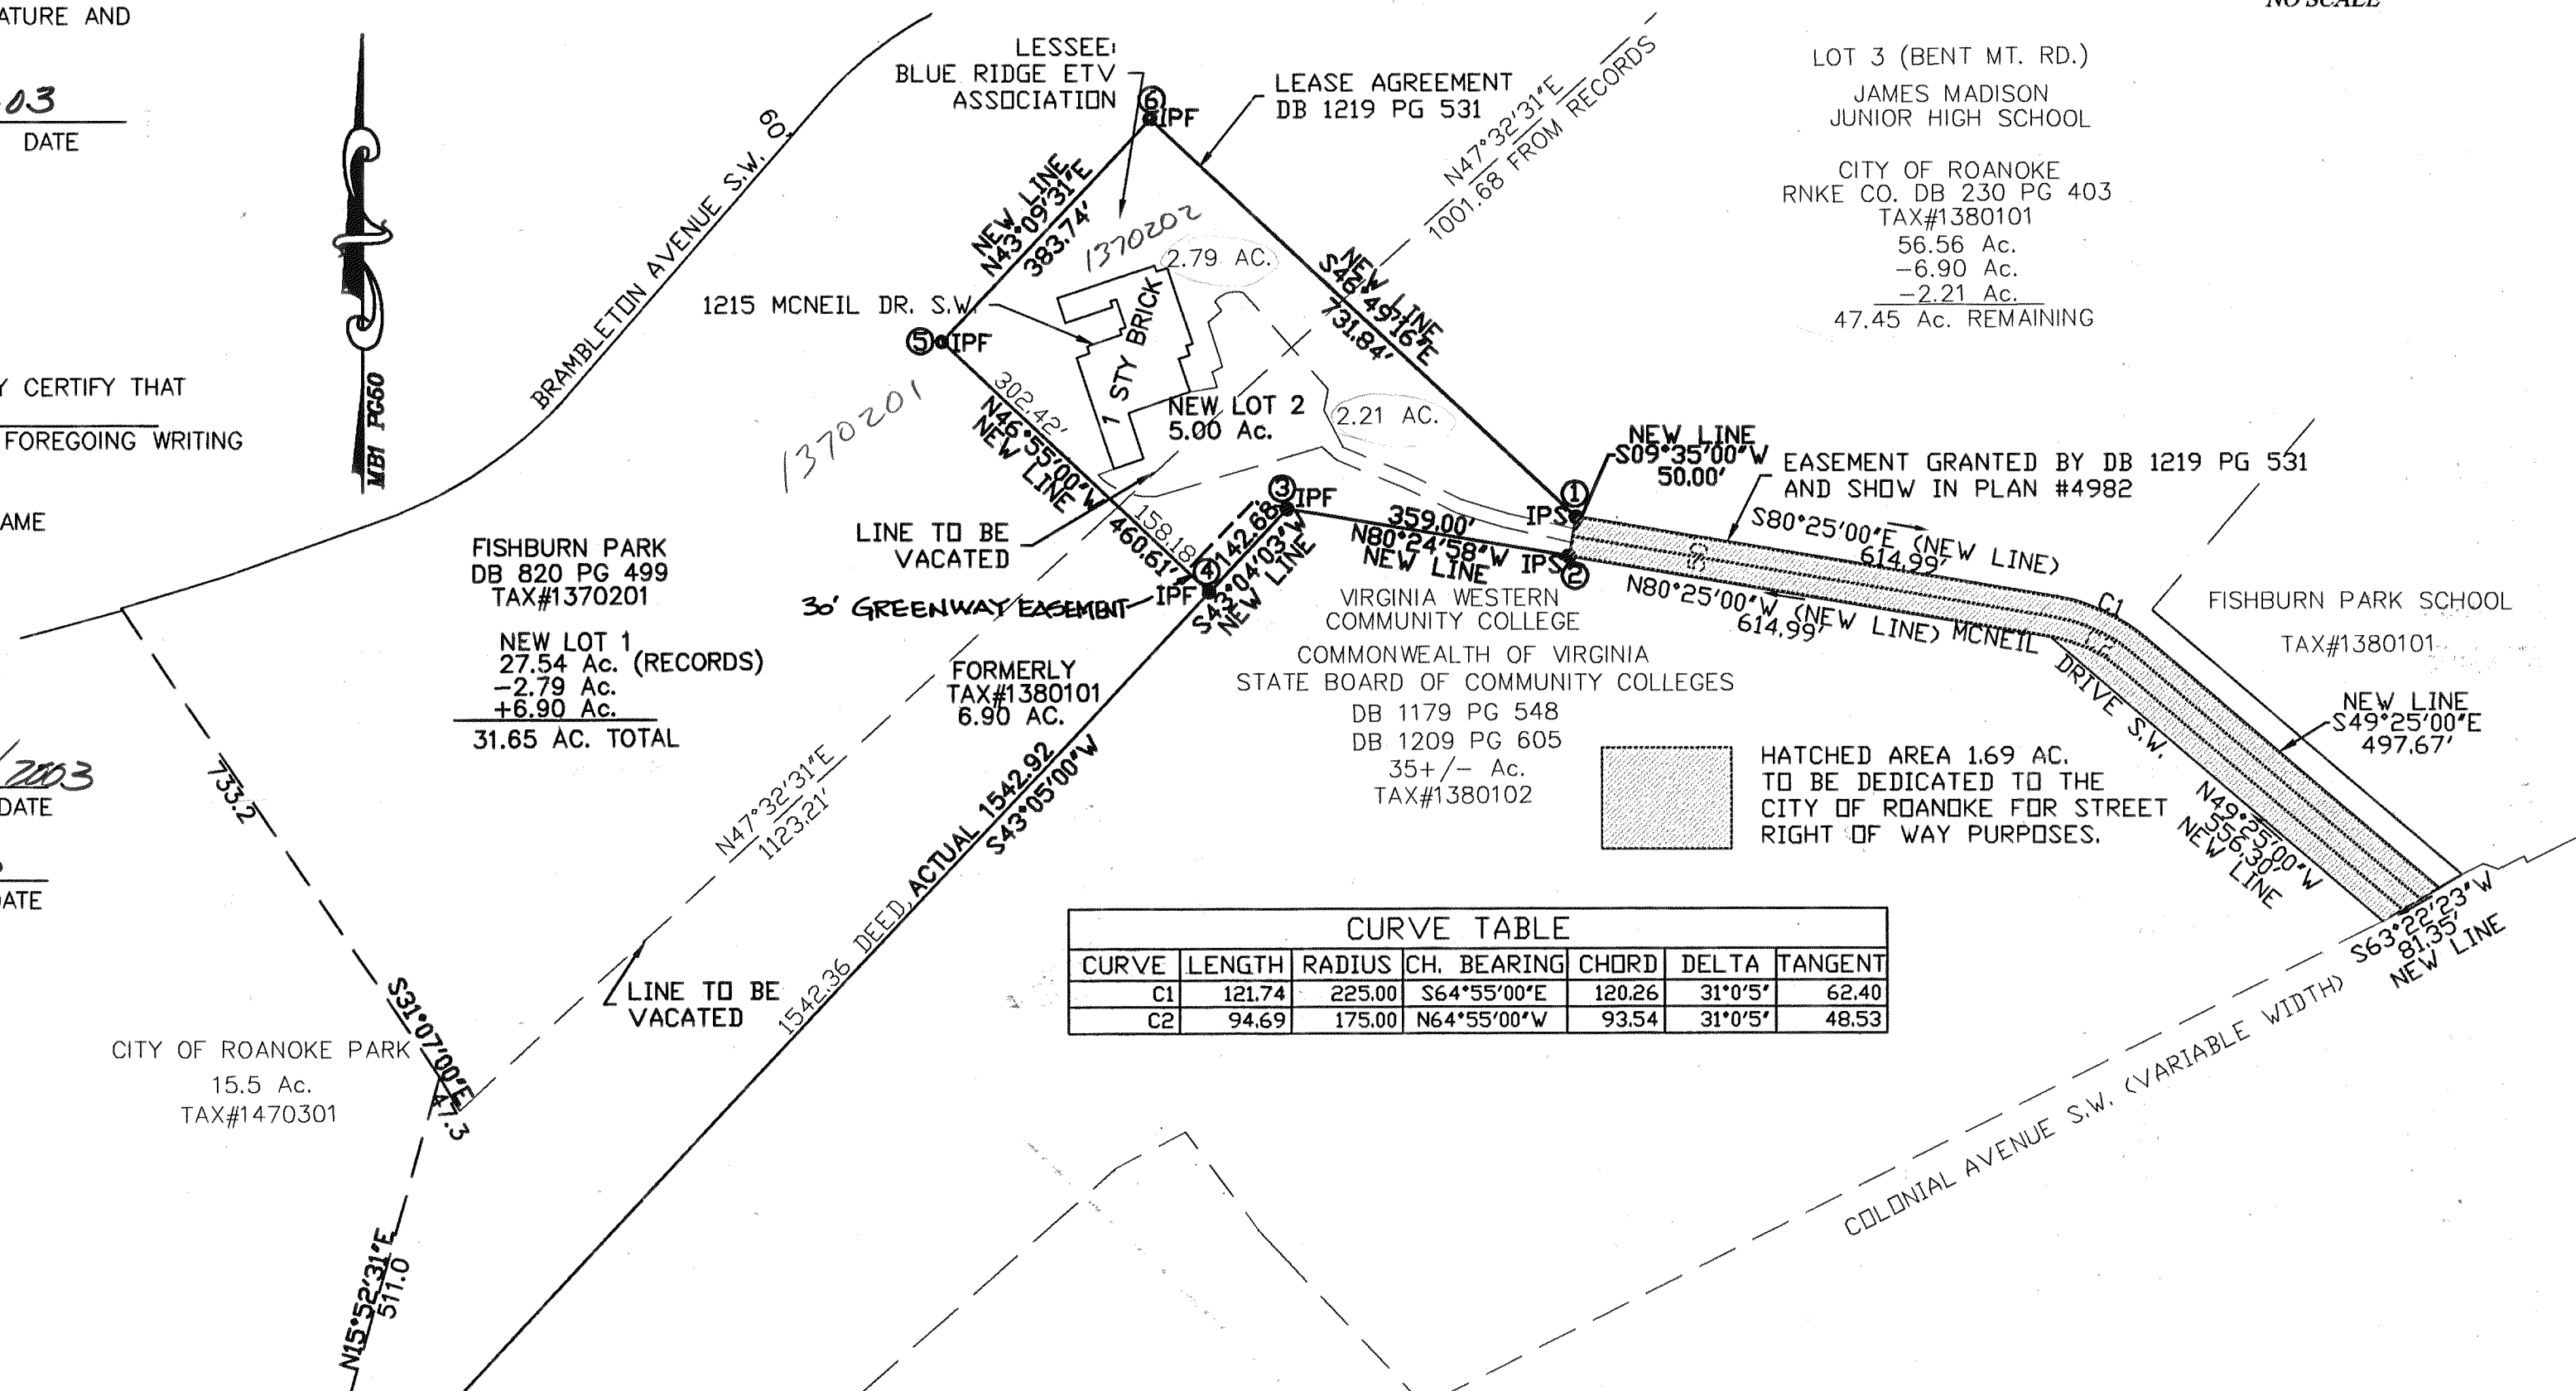 ATURE AND
03
DATE
Y CERTIFY THAT
FOREGOING WRITING
AME
2003
DATE
DATE
NO SCALE
MB1 PG50
BRAMBLETON AVENUE S.W. 60'
LESSEE:
BLUE RIDGE ETV
ASSOCIATION
6
IPF
LEASE AGREEMENT
DB 1219 PG 531
N47°32'31"E
1001.68 FROM RECORDS
LOT 3 (BENT MT. RD.)
JAMES MADISON
JUNIOR HIGH SCHOOL
CITY OF ROANOKE
RNKE CO. DB 230 PG 403
TAX#1380101
56.56 Ac.
-6.90 Ac.
-2.21 Ac.
47.45 Ac. REMAINING
NEW LINE
N43°09'31"E
383.74'
1370202
2.79 AC.
NEW LINE
S46°49'16"E
731.84'
1215 MCNEIL DR. S.W.
1 STY BRICK
5
IPF
1370201
302.42'
N46°55'00"W
NEW LINE
460.61'
158.18'
NEW LOT 2
5.00 Ac.
2.21 AC.
LINE TO BE
VACATED
3
IPF
142.68
S43°04'03"W
NEW LINE
4
IPF
30' GREENWAY EASEMENT
359.00'
N80°24'58"W
NEW LINE
NEW LINE
S09°35'00"W
50.00'
1
IPS
IPS
2
EASEMENT GRANTED BY DB 1219 PG 531
AND SHOW IN PLAN #4982
S80°25'00"E (NEW LINE)
614.99'
N80°25'00"W (NEW LINE)
614.99'
MCNEIL
DRIVE S.W.
C1
C2
FISHBURN PARK SCHOOL
TAX#1380101
NEW LINE
S49°25'00"E
497.67'
N49°25'00"W
556.30'
NEW LINE
S63°22'23"W
81.35'
NEW LINE
FISHBURN PARK
DB 820 PG 499
TAX#1370201
NEW LOT 1
27.54 Ac. (RECORDS)
-2.79 Ac.
+6.90 Ac.
31.65 AC. TOTAL
FORMERLY
TAX#1380101
6.90 AC.
VIRGINIA WESTERN
COMMUNITY COLLEGE
COMMONWEALTH OF VIRGINIA
STATE BOARD OF COMMUNITY COLLEGES
DB 1179 PG 548
DB 1209 PG 605
35+/- Ac.
TAX#1380102
HATCHED AREA 1.69 AC.
TO BE DEDICATED TO THE
CITY OF ROANOKE FOR STREET
RIGHT OF WAY PURPOSES.
733.2
N47°32'31"E
1123.21'
1542.36 DEED, ACTUAL 1542.92
S43°05'00"W
LINE TO BE
VACATED
S31°07'00"E
47.3
CITY OF ROANOKE PARK
15.5 Ac.
TAX#1470301
N15°52'31"E
511.0
CURVE TABLE
CURVE LENGTH RADIUS CH. BEARING CHORD DELTA TANGENT
C1 121.74 225.00 S64°55'00"E 120.26 31°0'5" 62.40
C2 94.69 175.00 N64°55'00"W 93.54 31°0'5" 48.53
COLONIAL AVENUE S.W. (VARIABLE WIDTH)